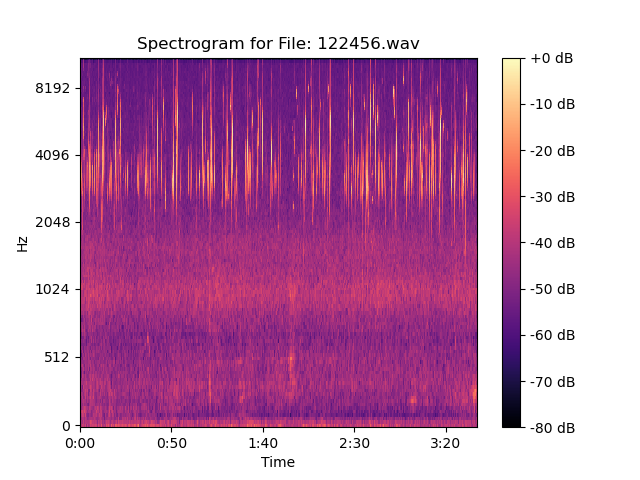 Spectrogram for File: 122456.wav
8192
4096
2048
1024
512
0
Hz
0:00
0:50
1:40
2:30
3:20
Time
+0 dB
-10 dB
-20 dB
-30 dB
-40 dB
-50 dB
-60 dB
-70 dB
-80 dB